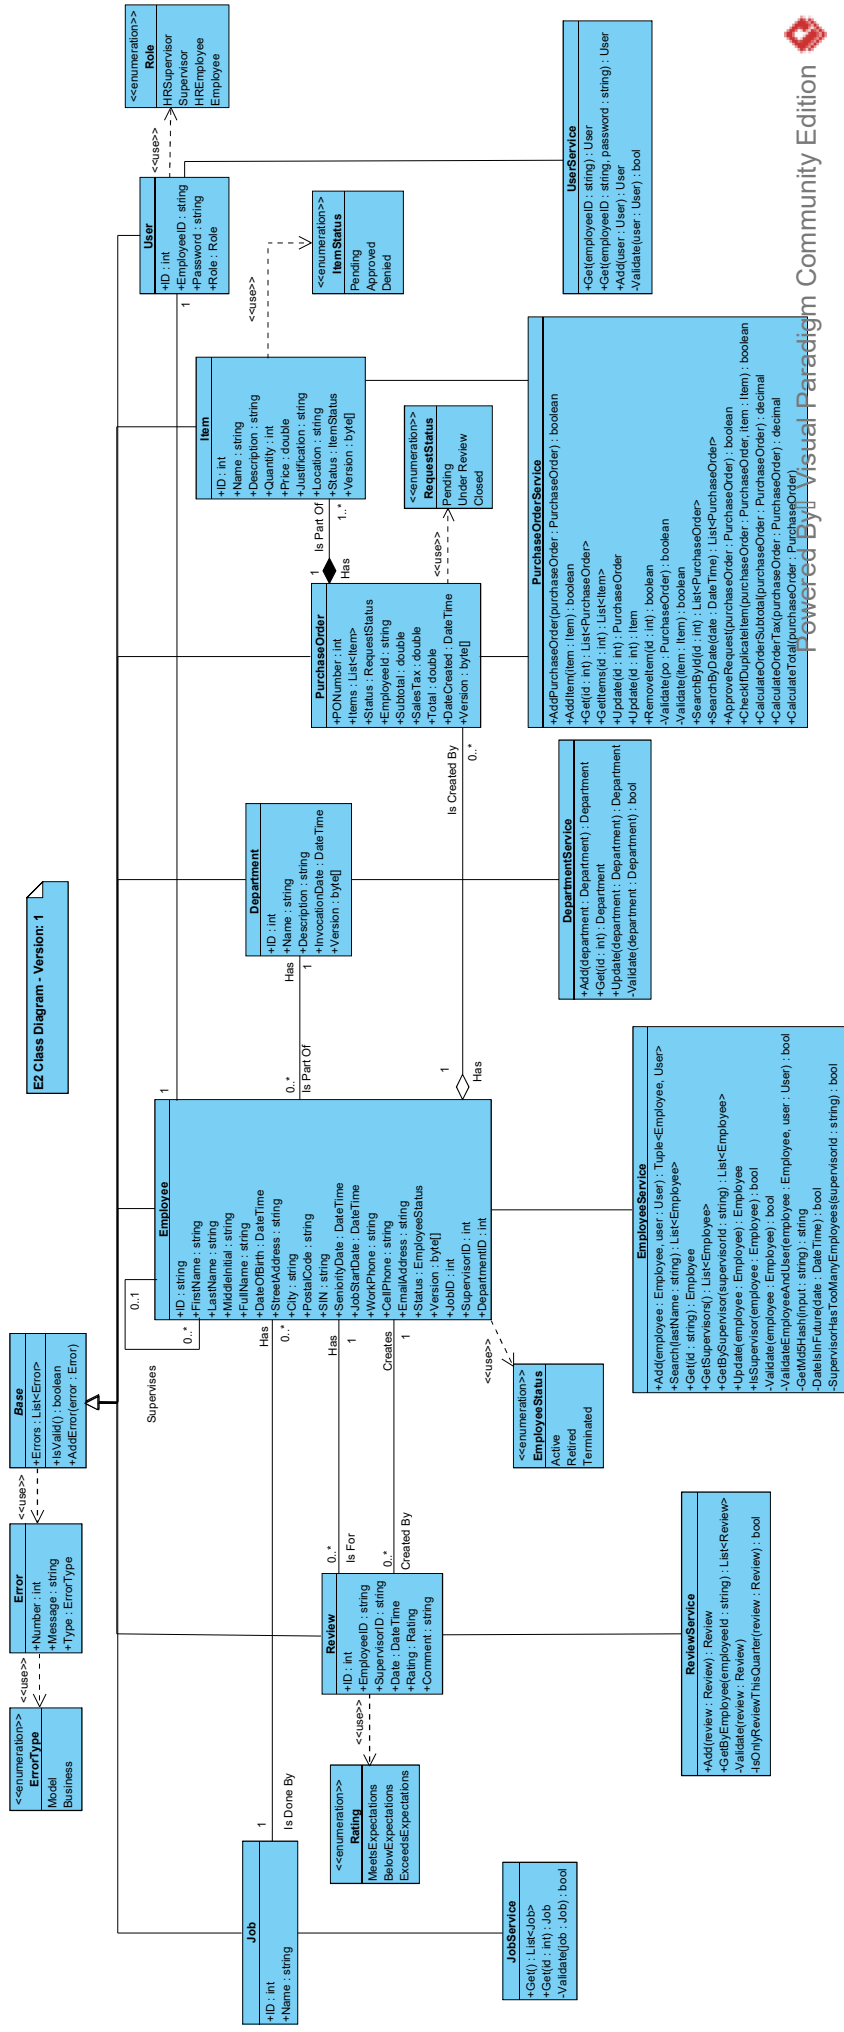 E2 Class Diagram - Version: 1
<<enumeration>>
ErrorType
Model
Business
<<use>>
Error
+Number : int
+Message : string
+Type : ErrorType
<<use>>
Base
+Errors : List<Error>
+IsValid() : boolean
+AddError(error : Error)
Supervises
0..1
0..*
Job
+ID : int
+Name : string
1
Is Done By
Has
0..*
JobService
+Get() : List<Job>
+Get(id : int) : Job
-Validate(job : Job) : bool
<<enumeration>>
Rating
MeetsExpectations
BelowExpectations
ExceedsExpectations
<<use>>
Review
+ID : int
+EmployeeID : string
+SupervisorID : string
+Date : DateTime
+Rating : Rating
+Comment : string
0..*
Is For
Has
1
0..*
Created By
Creates
1
ReviewService
+Add(review : Review) : Review
+GetByEmployee(employeeId : string) : List<Review>
-Validate(review : Review)
-IsOnlyReviewThisQuarter(review : Review) : bool
<<enumeration>>
EmployeeStatus
Active
Retired
Terminated
<<use>>
Employee
+ID : string
+FirstName : string
+LastName : string
+MiddleInitial : string
+FullName : string
+DateOfBirth : DateTime
+StreetAddress : string
+City : string
+PostalCode : string
+SIN : string
+SeniorityDate : DateTime
+JobStartDate : DateTime
+WorkPhone : string
+CellPhone : string
+EmailAddress : string
+Status : EmployeeStatus
+Version : byte[]
+JobID : int
+SupervisorID : int
+DepartmentID : int
1
0..*
Is Part Of
Has
1
1
Has
Is Created By
0..*
EmployeeService
+Add(employee : Employee, user : User) : Tuple<Employee, User>
+Search(lastName : string) : List<Employee>
+Get(id : string) : Employee
+GetSupervisors() : List<Employee>
+GetBySupervisor(supervisorId : string) : List<Employee>
+Update(employee : Employee) : Employee
+IsSupervisor(employee : Employee) : bool
-Validate(employee : Employee) : bool
-ValidateEmployeeAndUser(employee : Employee, user : User) : bool
-GetMd5Hash(input : string) : string
-DateIsInFuture(date : DateTime) : bool
-SupervisorHasTooManyEmployees(supervisorId : string) : bool
Department
+ID : int
+Name : string
+Description : string
+InvocationDate : DateTime
+Version : byte[]
DepartmentService
+Add(department : Department) : Department
+Get(id : int) : Department
+Update(department : Department) : Department
-Validate(department : Department) : bool
PurchaseOrder
+PONumber : int
+Items : List<Item>
+Status : RequestStatus
+EmployeeId : string
+Subtotal : double
+SalesTax : double
+Total : double
+DateCreated : DateTime
+Version : byte[]
1
Has
Is Part Of
1..*
<<use>>
<<enumeration>>
RequestStatus
Pending
Under Review
Closed
PurchaseOrderService
+AddPurchaseOrder(purchaseOrder : PurchaseOrder) : boolean
+AddItem(item : Item) : boolean
+Get(id : int) : List<PurchaseOrder>
+GetItems(id : int) : List<Item>
+Update(id : int) : PurchaseOrder
+Update(id : int) : Item
+RemoveItem(id : int) : boolean
-Validate(po : PurchaseOrder) : boolean
-Validate(item : Item) : boolean
+SearchById(id : int) : List<PurchaseOrder>
+SearchByDate(date : DateTime) : List<PurchaseOrder>
+ApproveRequest(purchaseOrder : PurchaseOrder) : boolean
+CheckIfDuplicateItem(purchaseOrder : PurchaseOrder, item : Item) : boolean
+CalculateOrderSubtotal(purchaseOrder : PurchaseOrder) : decimal
+CalculateOrderTax(purchaseOrder : PurchaseOrder) : decimal
+CalculateTotal(purchaseOrder : PurchaseOrder)
Item
+ID : int
+Name : string
+Description : string
+Quantity : int
+Price : double
+Justification : string
+Location : string
+Status : ItemStatus
+Version : byte[]
<<use>>
<<enumeration>>
ItemStatus
Pending
Approved
Denied
User
+ID : int
+EmployeeID : string
+Password : string
+Role : Role
1
<<use>>
<<enumeration>>
Role
HRSupervisor
Supervisor
HREmployee
Employee
UserService
+Get(employeeID : string) : User
+Get(employeeID : string, password : string) : User
+Add(user : User) : User
-Validate(user : User) : bool
Powered By Visual Paradigm Community Edition